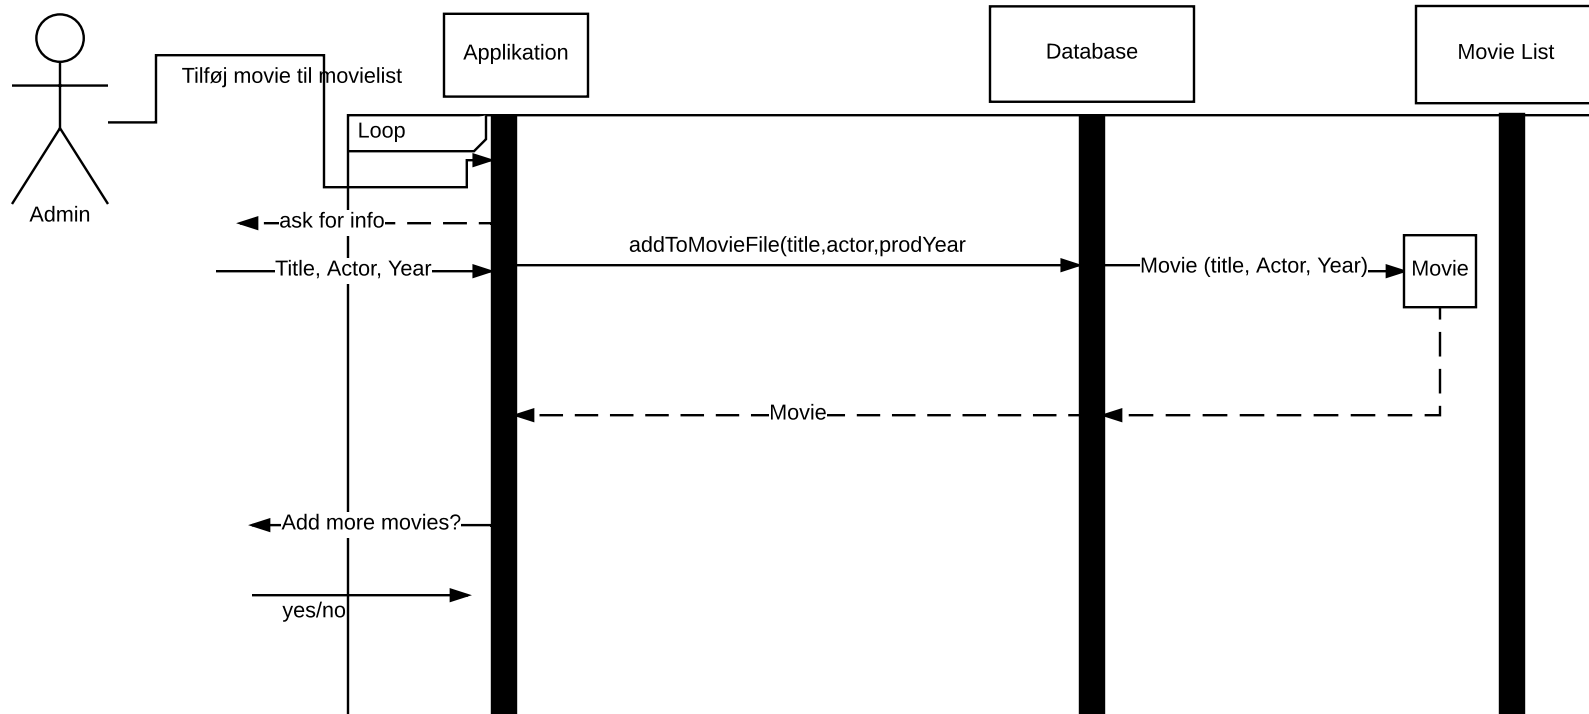 Applikation
Database
Movie List
Tilføj movie til movielist
Loop
Admin
ask for info
addToMovieFile(title,actor,prodYear
Title, Actor, Year
Movie (title, Actor, Year)
Movie
Movie
Add more movies?
yes/no